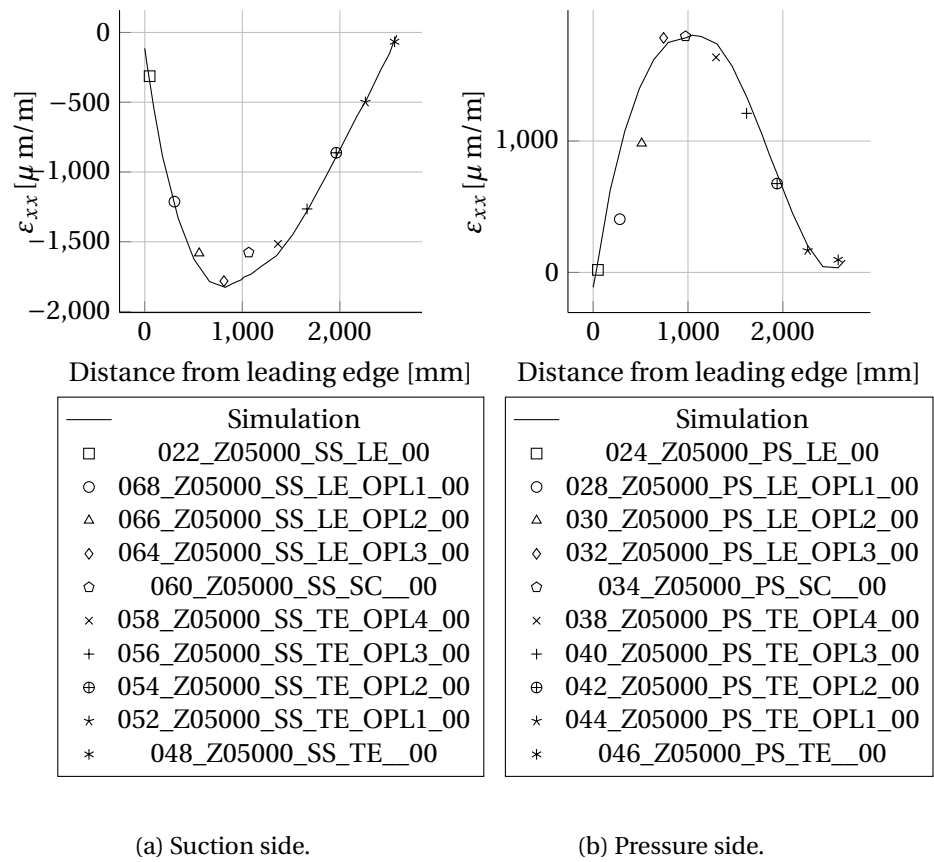 0
−500
−1,000
−1,500
−2,000
0
1,000
2,000
εxx [μ m/m]
Distance from leading edge [mm]
Simulation
022_Z05000_SS_LE_00
068_Z05000_SS_LE_OPL1_00
066_Z05000_SS_LE_OPL2_00
064_Z05000_SS_LE_OPL3_00
060_Z05000_SS_SC__00
058_Z05000_SS_TE_OPL4_00
056_Z05000_SS_TE_OPL3_00
054_Z05000_SS_TE_OPL2_00
052_Z05000_SS_TE_OPL1_00
048_Z05000_SS_TE__00
(a) Suction side.
1,000
0
0
1,000
2,000
εxx [μ m/m]
Distance from leading edge [mm]
Simulation
024_Z05000_PS_LE_00
028_Z05000_PS_LE_OPL1_00
030_Z05000_PS_LE_OPL2_00
032_Z05000_PS_LE_OPL3_00
034_Z05000_PS_SC__00
038_Z05000_PS_TE_OPL4_00
040_Z05000_PS_TE_OPL3_00
042_Z05000_PS_TE_OPL2_00
044_Z05000_PS_TE_OPL1_00
046_Z05000_PS_TE__00
(b) Pressure side.